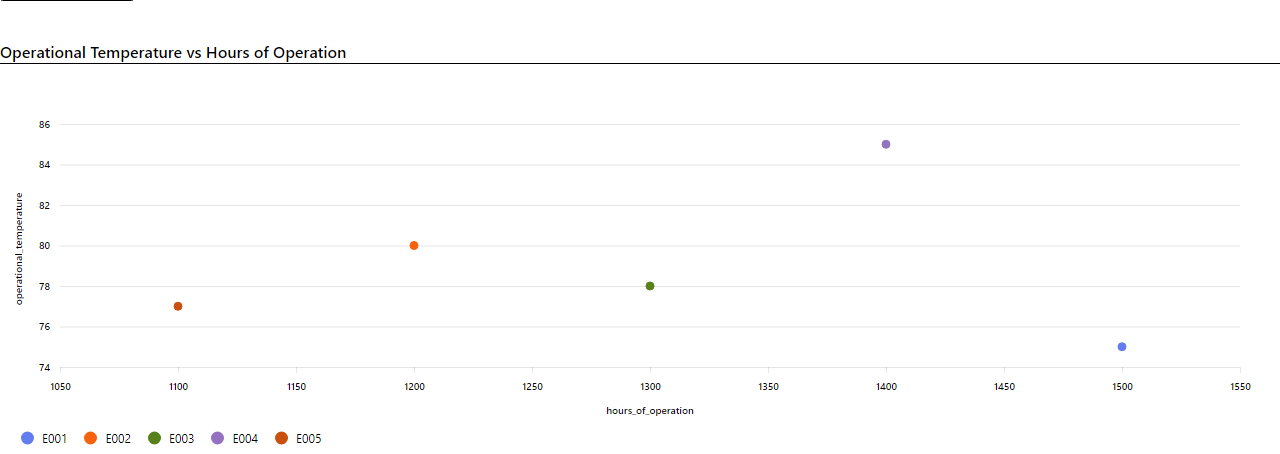 Operational Temperature vs Hours of Operation
86
84
82
80
78
76
74
operational_temperature
1050 1100 1150 1200 1250 1300 1350 1400 1450 1500 1550
hours_of_operation
E001 E002 E003 E004 E005